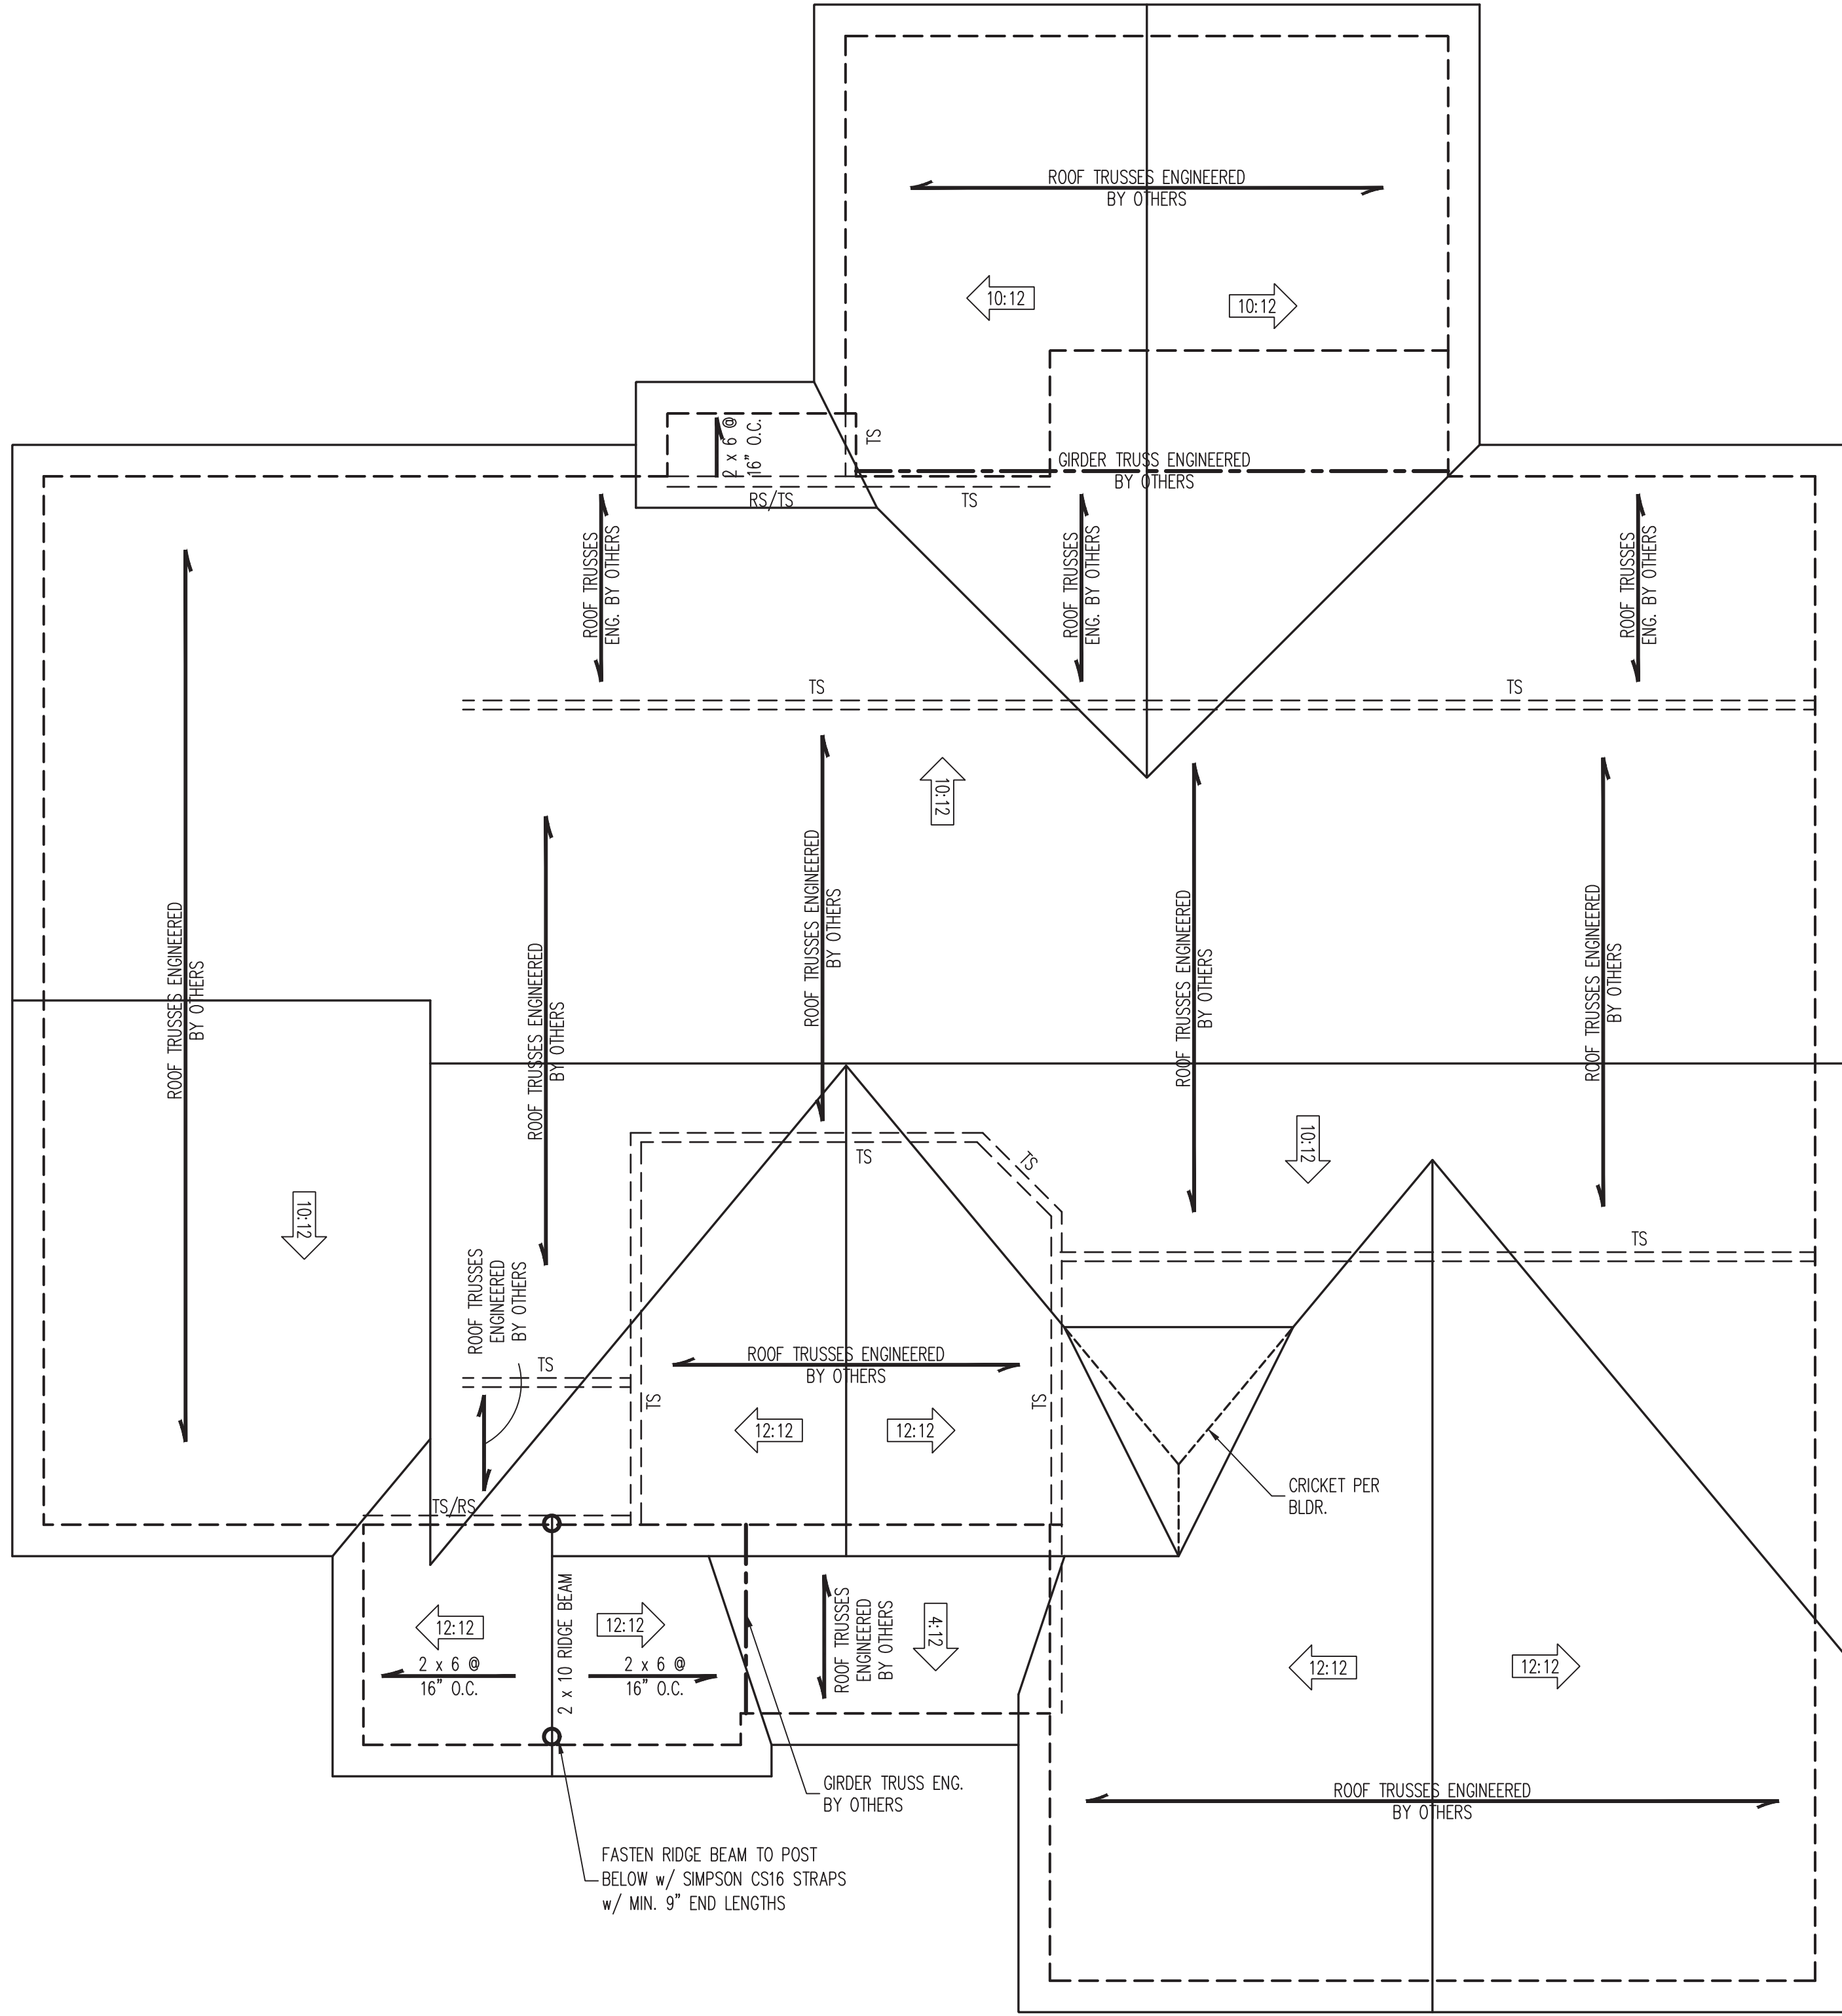 ROOF TRUSSES ENGINEERED
BY OTHERS
10:12
10:12
2 x 6 @
16" O.C.
TS
GIRDER TRUSS ENGINEERED
BY OTHERS
RS/TS
TS
ROOF TRUSSES
ENG. BY OTHERS
ROOF TRUSSES
ENG. BY OTHERS
ROOF TRUSSES
ENG. BY OTHERS
TS
TS
10:12
ROOF TRUSSES ENGINEERED
BY OTHERS
ROOF TRUSSES ENGINEERED
BY OTHERS
ROOF TRUSSES ENGINEERED
BY OTHERS
ROOF TRUSSES ENGINEERED
BY OTHERS
ROOF TRUSSES ENGINEERED
BY OTHERS
10:12
TS
TS
10:12
TS
ROOF TRUSSES
ENGINEERED
BY OTHERS
TS
ROOF TRUSSES ENGINEERED
BY OTHERS
TS
TS
12:12
12:12
CRICKET PER
BLDR.
TS/RS
12:12
2 x 6 @
16" O.C.
2 x 10 RIDGE BEAM
12:12
2 x 6 @
16" O.C.
ROOF TRUSSES
ENGINEERED
BY OTHERS
4:12
12:12
12:12
GIRDER TRUSS ENG.
BY OTHERS
ROOF TRUSSES ENGINEERED
BY OTHERS
FASTEN RIDGE BEAM TO POST
BELOW w/ SIMPSON CS16 STRAPS
w/ MIN. 9" END LENGTHS